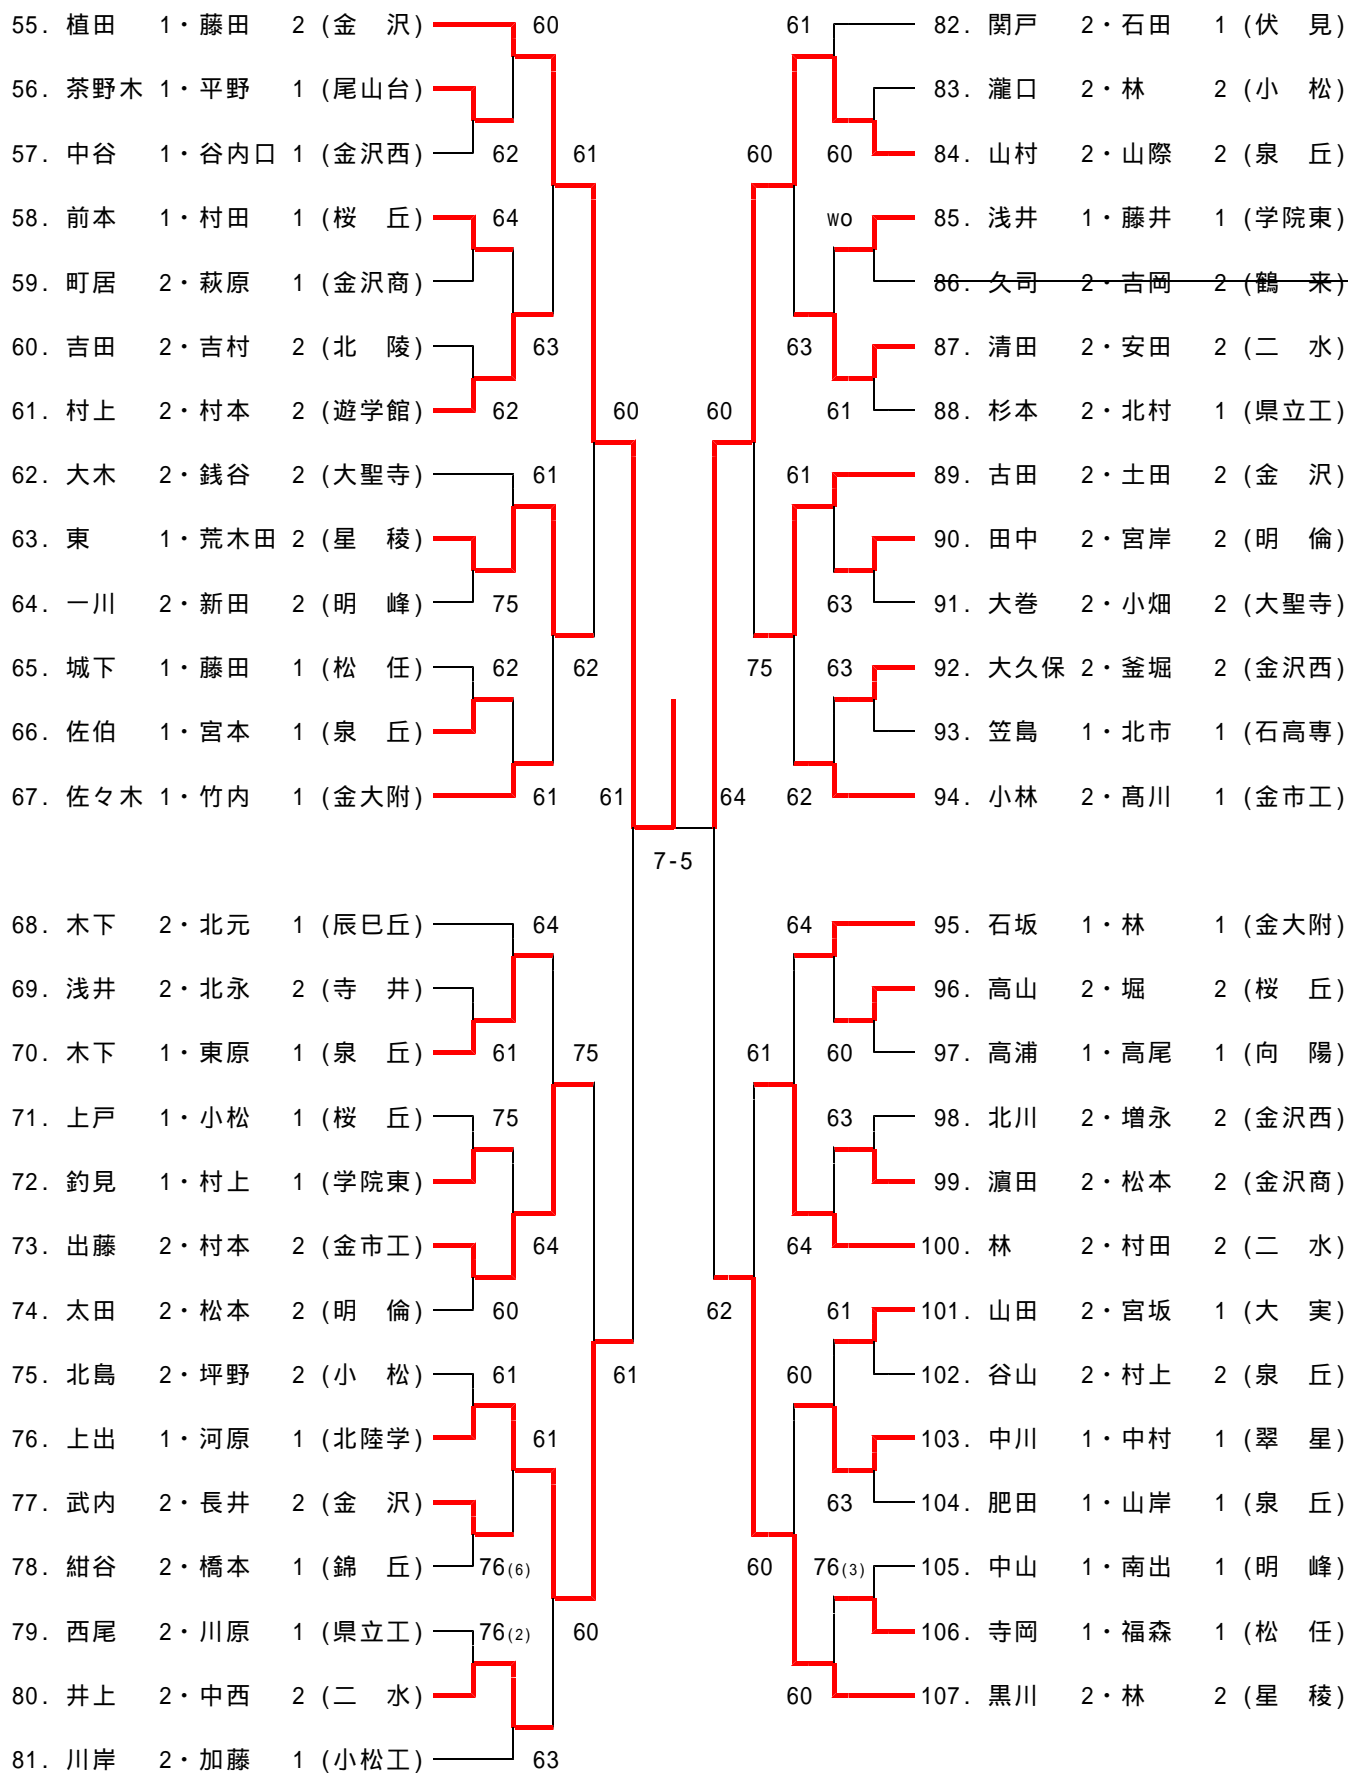 55. 植田 1・藤田 2 (金 沢) 60
56. 茶野木 1・平野 1 (尾山台)
57. 中谷 1・谷内口 1 (金沢西) 62 61
58. 前本 1・村田 1 (桜 丘) 64
59. 町居 2・萩原 1 (金沢商)
60. 吉田 2・吉村 2 (北 陵) 63
61. 村上 2・村本 2 (遊学館) 62 60
62. 大木 2・銭谷 2 (大聖寺) 61
63. 東 1・荒木田 2 (星 稜)
64. 一川 2・新田 2 (明 峰) 75
65. 城下 1・藤田 1 (松 任) 62 62
66. 佐伯 1・宮本 1 (泉 丘)
67. 佐々木 1・竹内 1 (金大附) 61 61
68. 木下 2・北元 1 (辰巳丘) 64
69. 浅井 2・北永 2 (寺 井)
70. 木下 1・東原 1 (泉 丘) 61 75
71. 上戸 1・小松 1 (桜 丘) 75
72. 釣見 1・村上 1 (学院東)
73. 出藤 2・村本 2 (金市工) 64
74. 太田 2・松本 2 (明 倫) 60
75. 北島 2・坪野 2 (小 松) 61 61
76. 上出 1・河原 1 (北陸学) 61
77. 武内 2・長井 2 (金 沢)
78. 紺谷 2・橋本 1 (錦 丘) 76(6)
79. 西尾 2・川原 1 (県立工) 76(2) 60
80. 井上 2・中西 2 (二 水)
81. 川岸 2・加藤 1 (小松工) 63
7-5
61 82. 関戸 2・石田 1 (伏 見)
83. 瀧口 2・林 2 (小 松)
60 60 84. 山村 2・山際 2 (泉 丘)
wo 85. 浅井 1・藤井 1 (学院東)
86. 久司 2・吉岡 2 (鶴 来)
63 87. 清田 2・安田 2 (二 水)
60 61 88. 杉本 2・北村 1 (県立工)
61 89. 古田 2・土田 2 (金 沢)
90. 田中 2・宮岸 2 (明 倫)
63 91. 大巻 2・小畑 2 (大聖寺)
75 63 92. 大久保 2・釜堀 2 (金沢西)
93. 笠島 1・北市 1 (石高専)
64 62 94. 小林 2・髙川 1 (金市工)
64 95. 石坂 1・林 1 (金大附)
96. 高山 2・堀 2 (桜 丘)
61 60 97. 高浦 1・高尾 1 (向 陽)
63 98. 北川 2・増永 2 (金沢西)
99. 濵田 2・松本 2 (金沢商)
64 100. 林 2・村田 2 (二 水)
62 61 101. 山田 2・宮坂 1 (大 実)
60 102. 谷山 2・村上 2 (泉 丘)
103. 中川 1・中村 1 (翠 星)
63 104. 肥田 1・山岸 1 (泉 丘)
60 76(3) 105. 中山 1・南出 1 (明 峰)
106. 寺岡 1・福森 1 (松 任)
60 107. 黒川 2・林 2 (星 稜)